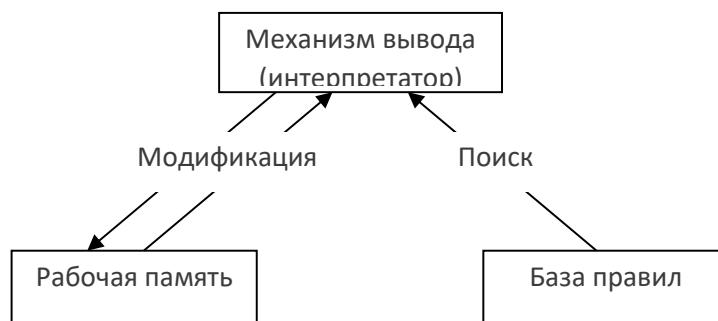 Механизм вывода
(интерпретатор)
Модификация
Поиск
Рабочая память
База правил